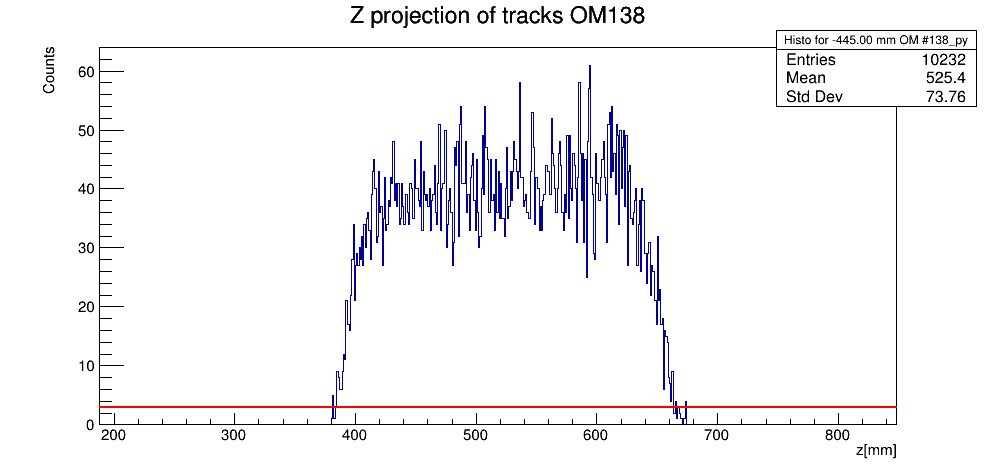 Z projection of tracks OM138
Histo for -445.00 mm OM #138_py
Entries 10232
Mean 525.4
Std Dev 73.76
Counts
60
50
40
30
20
10
0
200 300 400 500 600 700 800
z[mm]